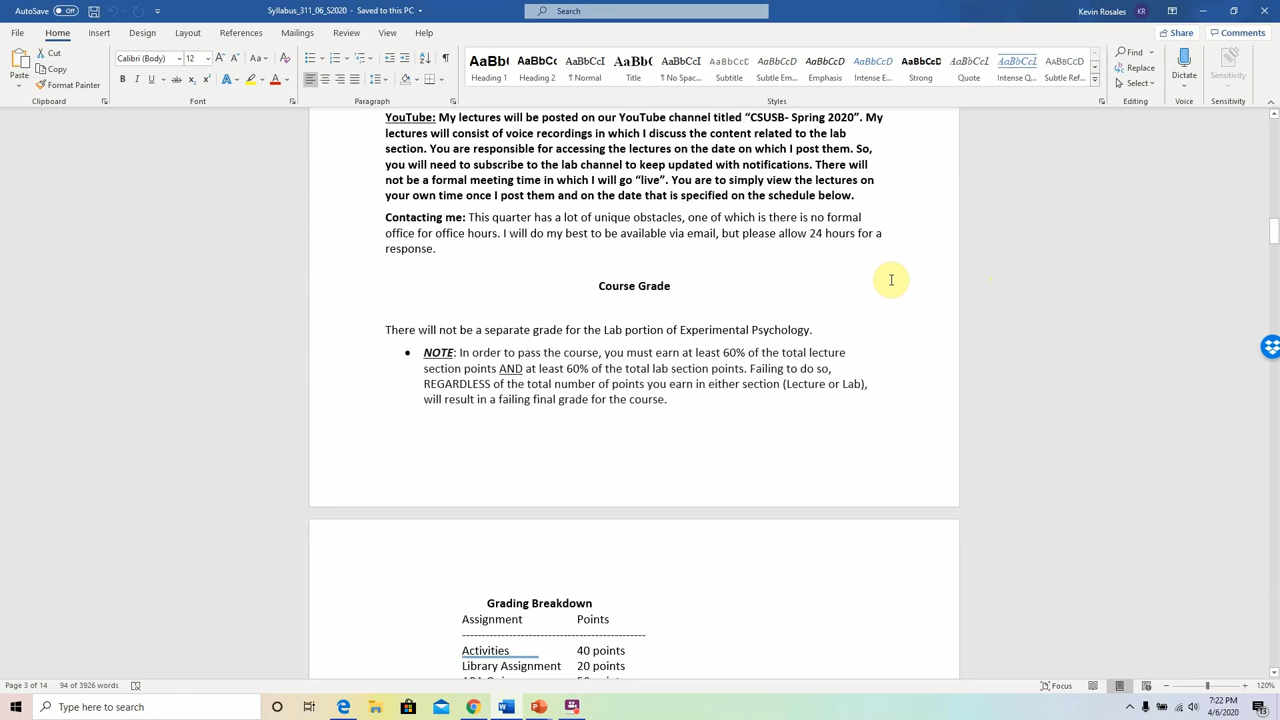 AutoSave Off Syllabus_311_06_S2020 - Saved to this PC Search Kevin Rosales
File Home Insert Design Layout References Mailings Review View Help Share Comments
Paste Cut Copy Format Painter Clipboard
Calibri (Body) 12 Font
Paragraph
AaBb( AaBbC( AaBbCcI AaBbC( AaBbCcI AaBbCcD AaBbCcD AaBbCcD AaBbCcD AaBbCcD AaBbCcD AaBbCcI AaBbCcD
Heading 1 Heading 2 ¶ Normal Title ¶ No Spac... Subtitle Subtle Em... Emphasis Intense E... Strong Quote Intense Q... Subtle Ref...
Styles
Find Replace Select Editing
Dictate Voice
Sensitivity Sensitivity
YouTube: My lectures will be posted on our YouTube channel titled “CSUSB- Spring 2020”. My
lectures will consist of voice recordings in which I discuss the content related to the lab
section. You are responsible for accessing the lectures on the date on which I post them. So,
you will need to subscribe to the lab channel to keep updated with notifications. There will
not be a formal meeting time in which I will go “live”. You are to simply view the lectures on
your own time once I post them and on the date that is specified on the schedule below.
Contacting me: This quarter has a lot of unique obstacles, one of which is there is no formal
office for office hours. I will do my best to be available via email, but please allow 24 hours for a
response.
Course Grade
There will not be a separate grade for the Lab portion of Experimental Psychology.
• NOTE: In order to pass the course, you must earn at least 60% of the total lecture
section points AND at least 60% of the total lab section points. Failing to do so,
REGARDLESS of the total number of points you earn in either section (Lecture or Lab),
will result in a failing final grade for the course.
Grading Breakdown
Assignment Points
-----------------------------------------------
Activities 40 points
Library Assignment 20 points
Page 3 of 14 94 of 3926 words Focus 120%
Type here to search
7:22 PM
4/6/2020
13